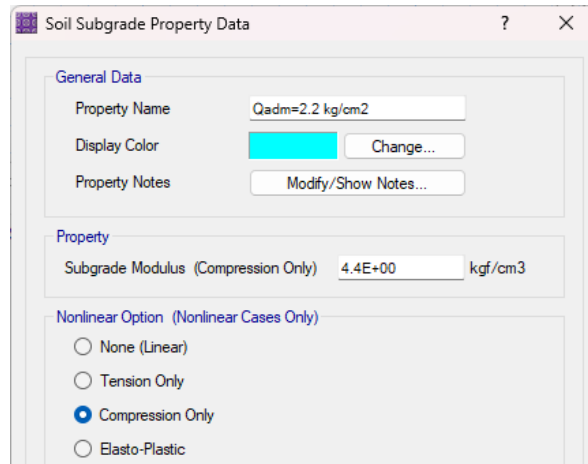 Soil Subgrade Property Data ? ×
General Data
Property Name Qadm=2.2 kg/cm2
Display Color Change...
Property Notes Modify/Show Notes...
Property
Subgrade Modulus (Compression Only) 4.4E+00 kgf/cm3
Nonlinear Option (Nonlinear Cases Only)
None (Linear)
Tension Only
Compression Only
Elasto-Plastic